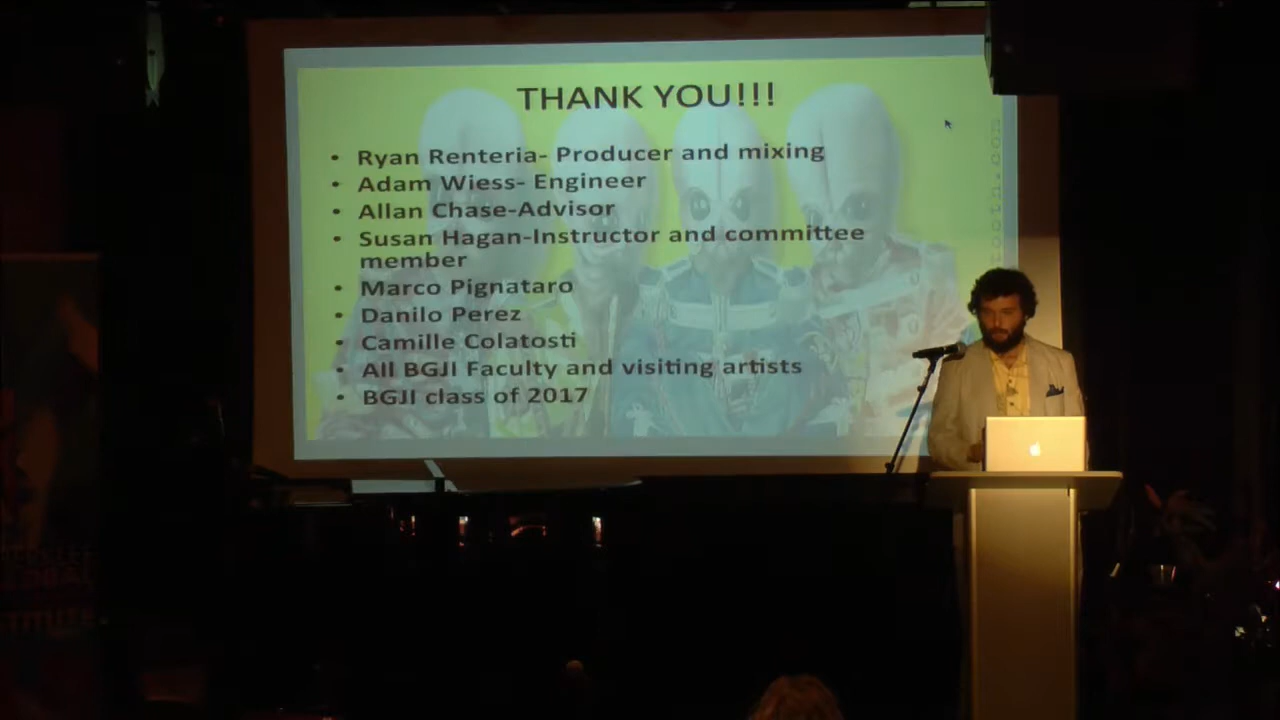 THANK YOU!!!
• Ryan Renteria- Producer and mixing
• Adam Wiess- Engineer
• Allan Chase-Advisor
• Susan Hagan-Instructor and committee
member
• Marco Pignataro
• Danilo Perez
• Camille Colatosti
• All BGJI Faculty and visiting artists
• BGJI class of 2017